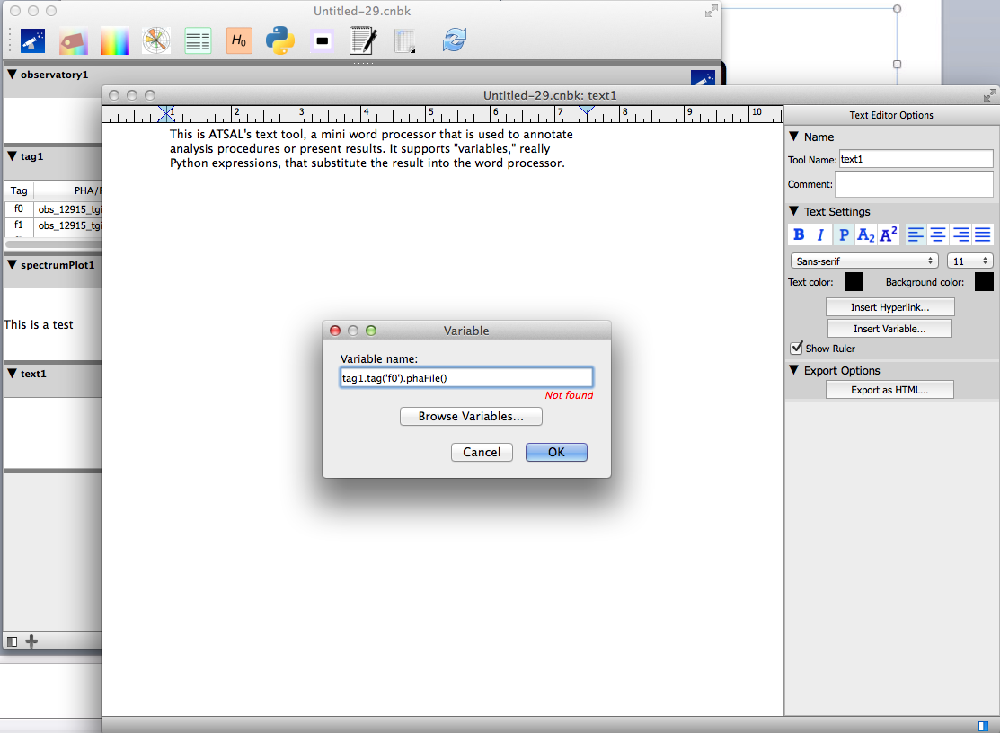 Untitled-29.cnbk
H0
observatory1
tag1
Tag PHA/
f0 obs_12915_tgi
f1 obs_12915_tgi
spectrumPlot1
This is a test
text1
Untitled-29.cnbk: text1
1 2 3 4 5 6 7 8 9 10
This is ATSAL's text tool, a mini word processor that is used to annotate
analysis procedures or present results. It supports "variables," really
Python expressions, that substitute the result into the word processor.
Variable
Variable name:
tag1.tag('f0').phaFile()
Not found
Browse Variables...
Cancel OK
Text Editor Options
Name
Tool Name: text1
Comment:
Text Settings
B I P A2 A2
Sans-serif 11
Text color: Background color:
Insert Hyperlink...
Insert Variable...
Show Ruler
Export Options
Export as HTML...